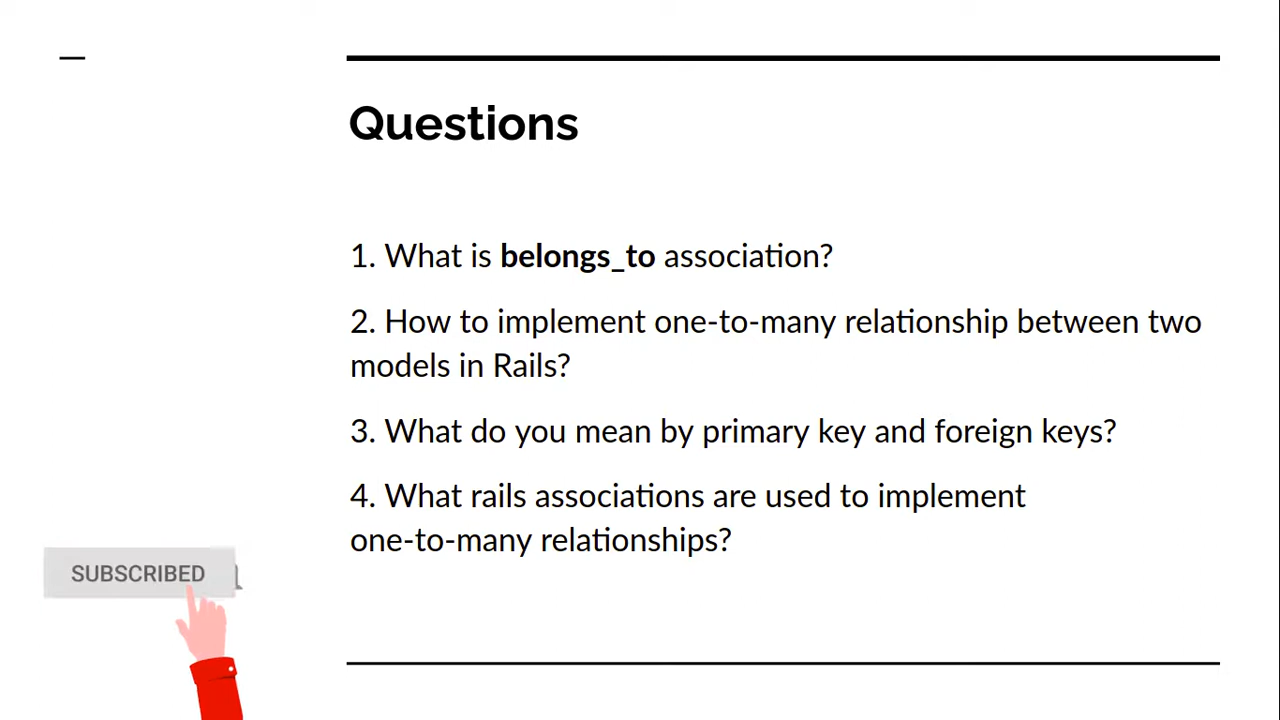 Questions
1. What is belongs_to association?
2. How to implement one-to-many relationship between two
models in Rails?
3. What do you mean by primary key and foreign keys?
4. What rails associations are used to implement
one-to-many relationships?
SUBSCRIBED